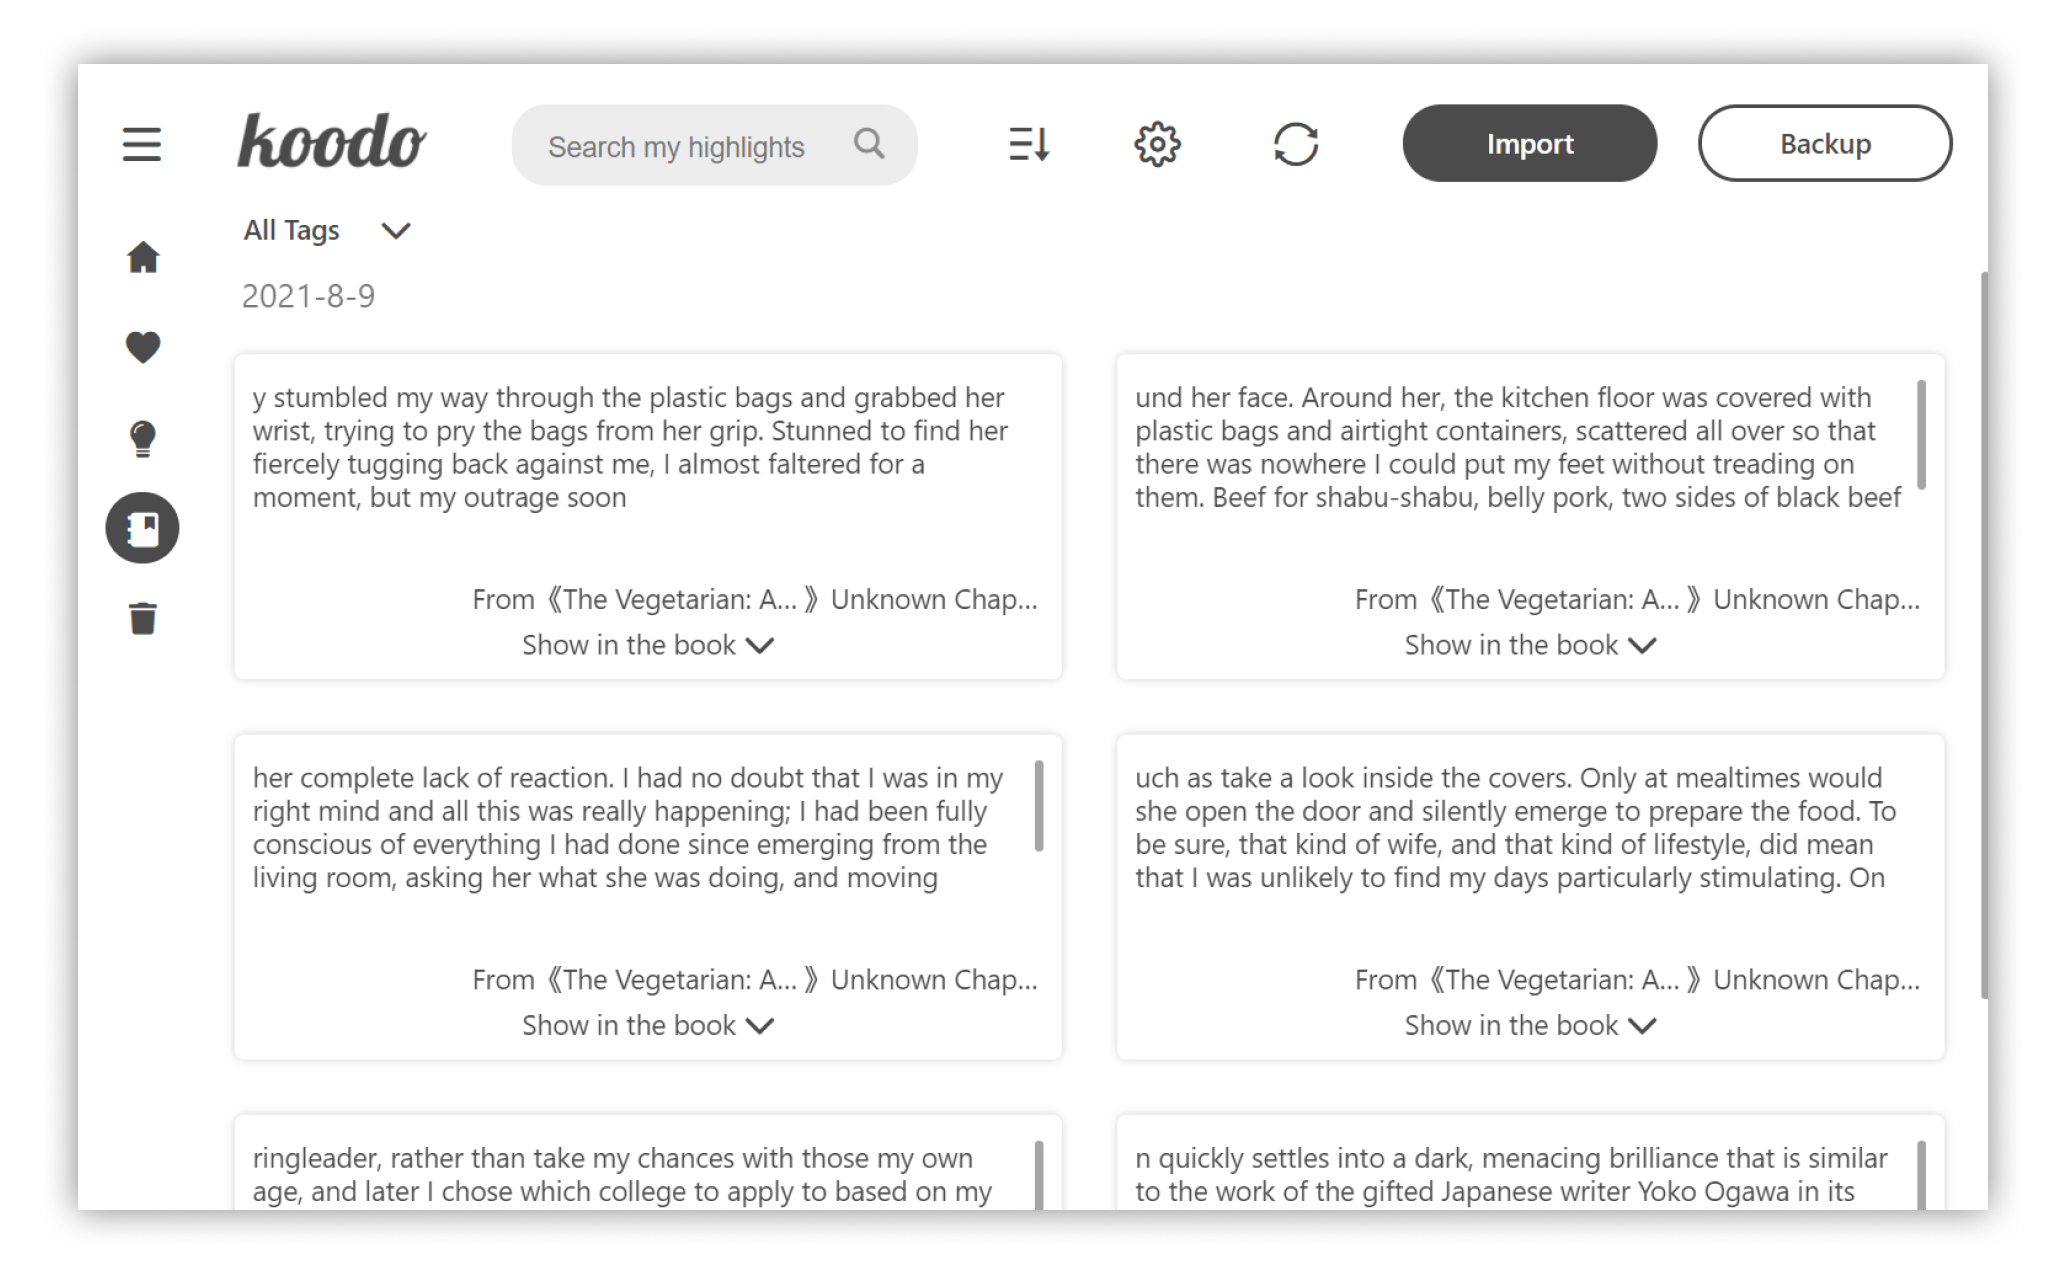 koodo
Search my highlights
Import
Backup
All Tags
2021-8-9
y stumbled my way through the plastic bags and grabbed her
wrist, trying to pry the bags from her grip. Stunned to find her
fiercely tugging back against me, I almost faltered for a
moment, but my outrage soon
From《The Vegetarian: A... 》Unknown Chap...
Show in the book
und her face. Around her, the kitchen floor was covered with
plastic bags and airtight containers, scattered all over so that
there was nowhere I could put my feet without treading on
them. Beef for shabu-shabu, belly pork, two sides of black beef
From《The Vegetarian: A... 》Unknown Chap...
Show in the book
her complete lack of reaction. I had no doubt that I was in my
right mind and all this was really happening; I had been fully
conscious of everything I had done since emerging from the
living room, asking her what she was doing, and moving
From《The Vegetarian: A... 》Unknown Chap...
Show in the book
uch as take a look inside the covers. Only at mealtimes would
she open the door and silently emerge to prepare the food. To
be sure, that kind of wife, and that kind of lifestyle, did mean
that I was unlikely to find my days particularly stimulating. On
From《The Vegetarian: A... 》Unknown Chap...
Show in the book
ringleader, rather than take my chances with those my own
age, and later I chose which college to apply to based on my
n quickly settles into a dark, menacing brilliance that is similar
to the work of the gifted Japanese writer Yoko Ogawa in its